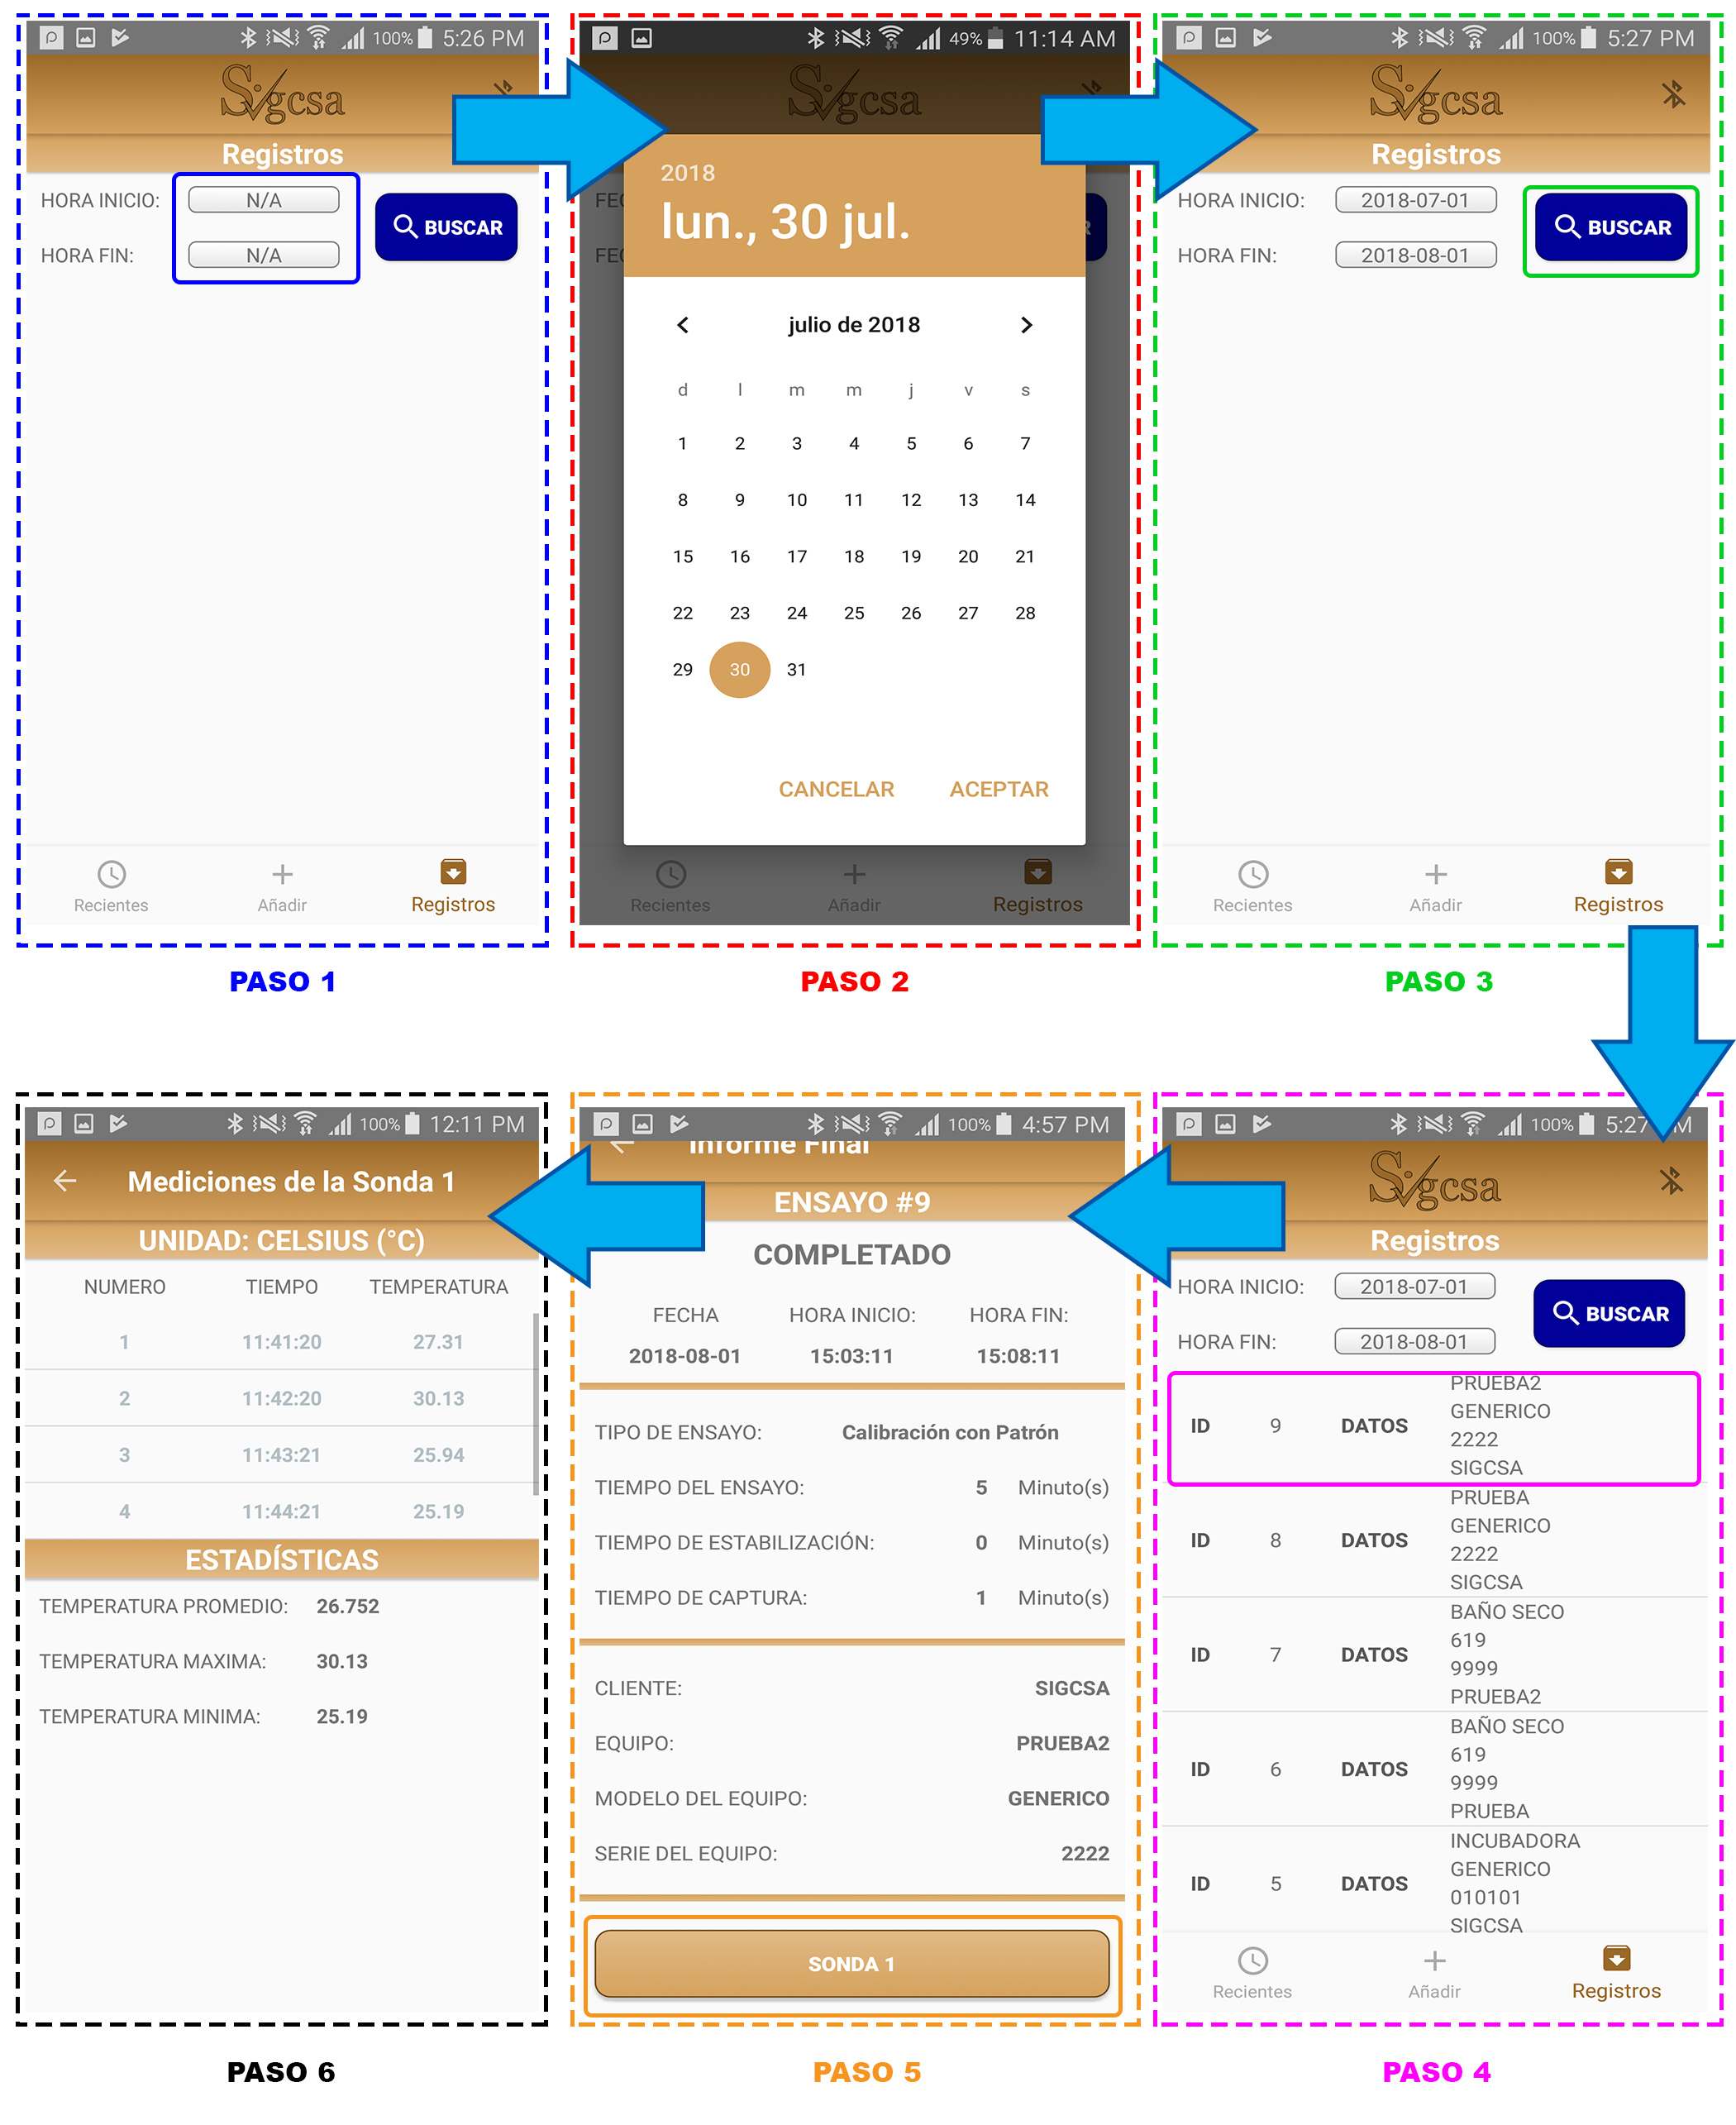 100% 5:26 PM
Sigcsa
Registros
HORA INICIO: N/A
HORA FIN: N/A
BUSCAR
Recientes Añadir Registros
PASO 1
49% 11:14 AM
Sigcsa
2018
lun., 30 jul.
julio de 2018
d l m m j v s
1 2 3 4 5 6 7
8 9 10 11 12 13 14
15 16 17 18 19 20 21
22 23 24 25 26 27 28
29 30 31
CANCELAR ACEPTAR
Recientes Añadir Registros
PASO 2
100% 5:27 PM
Sigcsa
Registros
HORA INICIO: 2018-07-01
HORA FIN: 2018-08-01
BUSCAR
Recientes Añadir Registros
PASO 3
100% 5:27 PM
Sigcsa
Registros
HORA INICIO: 2018-07-01
HORA FIN: 2018-08-01
BUSCAR
ID 9 DATOS
PRUEBA2
GENERICO
2222
SIGCSA
ID 8 DATOS
PRUEBA
GENERICO
2222
SIGCSA
ID 7 DATOS
BAÑO SECO
619
9999
PRUEBA2
ID 6 DATOS
BAÑO SECO
619
9999
PRUEBA
ID 5 DATOS
INCUBADORA
GENERICO
010101
SIGCSA
Recientes Añadir Registros
PASO 4
100% 4:57 PM
Informe Final
ENSAYO #9
COMPLETADO
FECHA HORA INICIO: HORA FIN:
2018-08-01 15:03:11 15:08:11
TIPO DE ENSAYO: Calibración con Patrón
TIEMPO DEL ENSAYO: 5 Minuto(s)
TIEMPO DE ESTABILIZACIÓN: 0 Minuto(s)
TIEMPO DE CAPTURA: 1 Minuto(s)
CLIENTE: SIGCSA
EQUIPO: PRUEBA2
MODELO DEL EQUIPO: GENERICO
SERIE DEL EQUIPO: 2222
SONDA 1
PASO 5
100% 12:11 PM
Mediciones de la Sonda 1
UNIDAD: CELSIUS (°C)
NUMERO TIEMPO TEMPERATURA
1 11:41:20 27.31
2 11:42:20 30.13
3 11:43:21 25.94
4 11:44:21 25.19
ESTADÍSTICAS
TEMPERATURA PROMEDIO: 26.752
TEMPERATURA MAXIMA: 30.13
TEMPERATURA MINIMA: 25.19
PASO 6